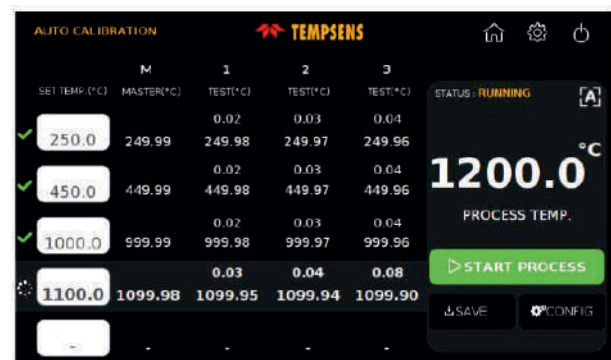 AUTO CALIBRATION
TEMPSENS
M 1 2 3
SET TEMP.(°C) MASTER(°C) TEST(°C) TEST(°C) TEST(°C)
0.02 0.03 0.04
250.0 249.99 249.98 249.97 249.96
0.02 0.03 0.04
450.0 449.99 449.98 449.97 449.96
0.02 0.03 0.04
1000.0 999.99 999.98 999.97 999.96
0.03 0.04 0.08
1100.0 1099.98 1099.95 1099.94 1099.90
- - - - -
STATUS : RUNNING [A]
1200.0 °C
PROCESS TEMP.
START PROCESS
SAVE CONFIG